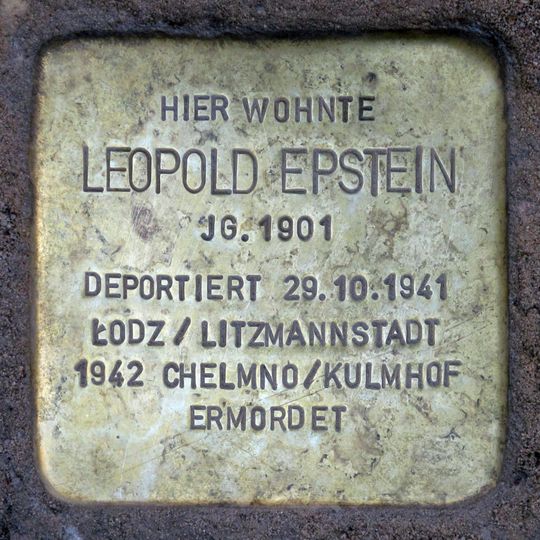 HIER WOHNTE
LEOPOLD EPSTEIN
JG. 1901
DEPORTIERT 29.10.1941
ŁODZ / LITZMANNSTADT
1942 CHELMNO / KULMHOF
ERMORDET